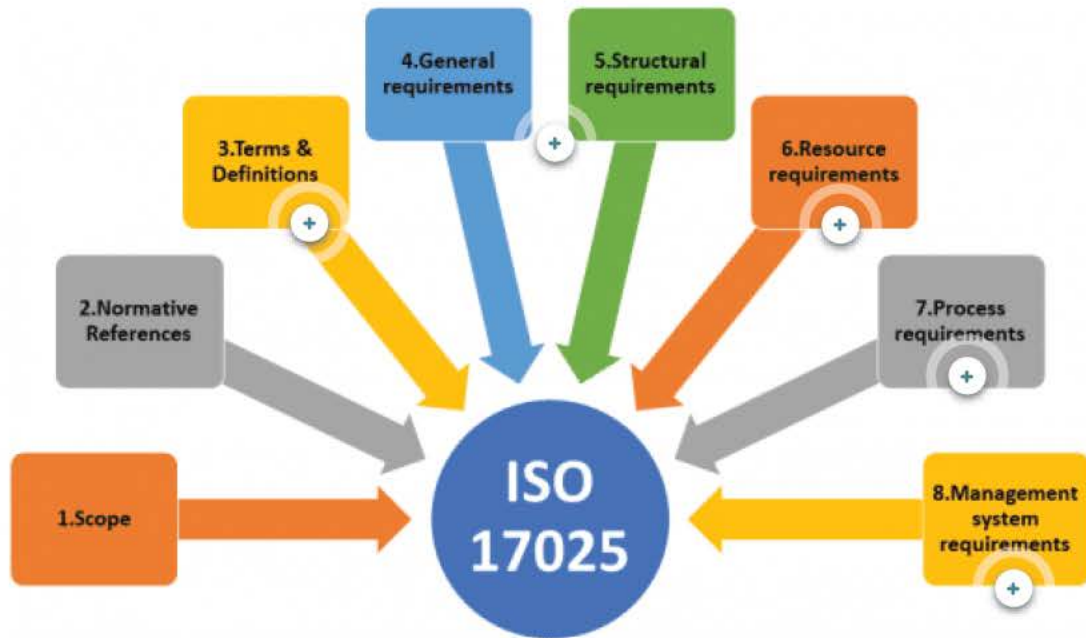 1.Scope
2.Normative
References
3.Terms &
Definitions
4.General
requirements
5.Structural
requirements
6.Resource
requirements
7.Process
requirements
8.Management
system
requirements
ISO
17025